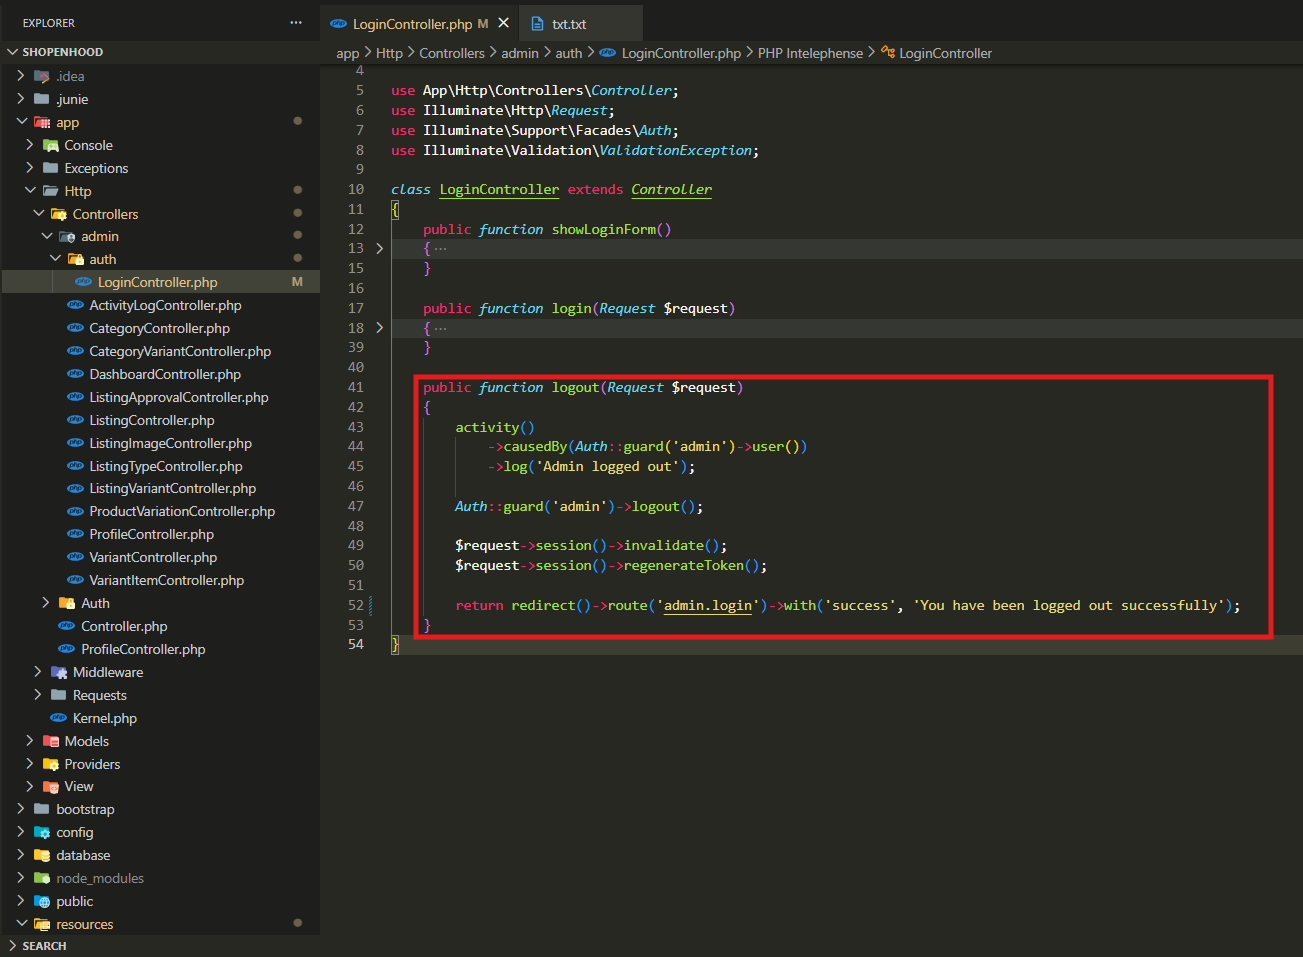 EXPLORER
SHOPENHOOD
.idea
.junie
app
Console
Exceptions
Http
Controllers
admin
auth
LoginController.php M
ActivityLogController.php
CategoryController.php
CategoryVariantController.php
DashboardController.php
ListingApprovalController.php
ListingController.php
ListingImageController.php
ListingTypeController.php
ListingVariantController.php
ProductVariationController.php
ProfileController.php
VariantController.php
VariantItemController.php
Auth
Controller.php
ProfileController.php
Middleware
Requests
Kernel.php
Models
Providers
View
bootstrap
config
database
node_modules
public
resources
SEARCH
LoginController.php M
txt.txt
app > Http > Controllers > admin > auth > LoginController.php > PHP Intelephense > LoginController
4
5 use App\Http\Controllers\Controller;
6 use Illuminate\Http\Request;
7 use Illuminate\Support\Facades\Auth;
8 use Illuminate\Validation\ValidationException;
9
10 class LoginController extends Controller
11 {
12 public function showLoginForm()
13 { ···
15 }
16
17 public function login(Request $request)
18 { ···
39 }
40
41 public function logout(Request $request)
42 {
43 activity()
44 ->causedBy(Auth::guard('admin')->user())
45 ->log('Admin logged out');
46
47 Auth::guard('admin')->logout();
48
49 $request->session()->invalidate();
50 $request->session()->regenerateToken();
51
52 return redirect()->route('admin.login')->with('success', 'You have been logged out successfully');
53 }
54 }